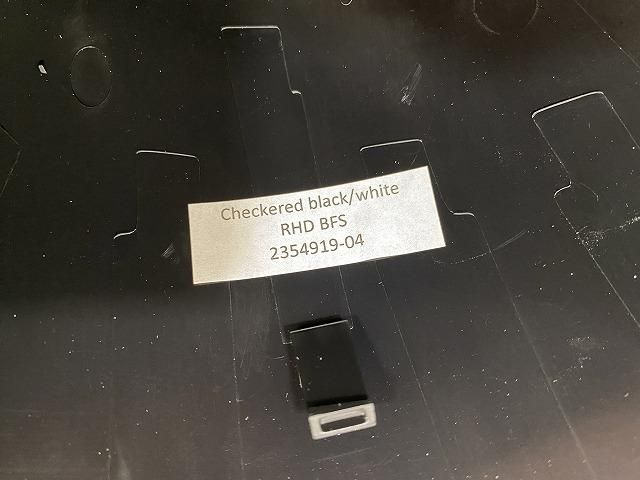 Checkered black/white
RHD BFS
2354919-04